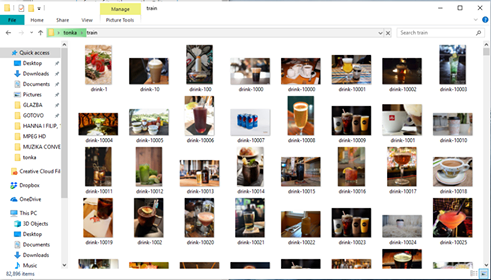 Manage
train
File
Home
Share
View
Picture Tools
tonka
train
Search train
Quick access
Desktop
Downloads
Documents
Pictures
GLAZBA
GOTOVO
HANNA I FILIP,
MPEG HD
MUZIKA CONVE
tonka
Creative Cloud Fil
Dropbox
OneDrive
This PC
3D Objects
Desktop
Documents
Downloads
Music
drink-1
drink-10
drink-100
drink-1000
drink-10000
drink-10001
drink-10002
drink-10003
drink-10004
drink-10005
drink-10006
drink-10007
drink-10008
drink-10009
drink-1001
drink-10010
drink-10011
drink-10012
drink-10013
drink-10014
drink-10015
drink-10016
drink-10017
drink-10018
drink-10019
drink-1002
drink-10020
drink-10021
drink-10022
drink-10023
drink-10024
drink-10025
82,896 items